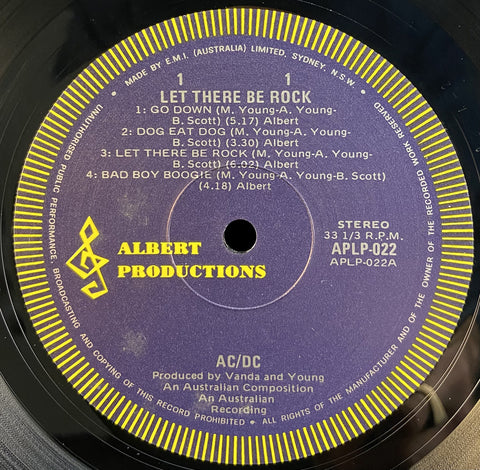 MADE BY E.M.I. (AUSTRALIA) LIMITED, SYDNEY, N.S.W.
1 1
LET THERE BE ROCK
1: GO DOWN (M. Young-A. Young-
B. Scott) (5.17) Albert
2: DOG EAT DOG (M. Young-A. Young-
B. Scott) (3.30) Albert
3: LET THERE BE ROCK (M. Young-A. Young-
B. Scott) (6.02) Albert
4: BAD BOY BOOGIE (M. Young-A. Young-B. Scott)
(4.18) Albert
STEREO
33 1/3 R.P.M.
APLP-022
APLP-022A
ALBERT
PRODUCTIONS
AC/DC
Produced by Vanda and Young
An Australian Composition
An Australian
Recording
UNAUTHORISED PUBLIC PERFORMANCE, BROADCASTING AND COPYING OF THIS RECORD PROHIBITED ◆ ALL RIGHTS OF THE MANUFACTURER AND OF THE OWNER OF THE RECORDED WORK RESERVED